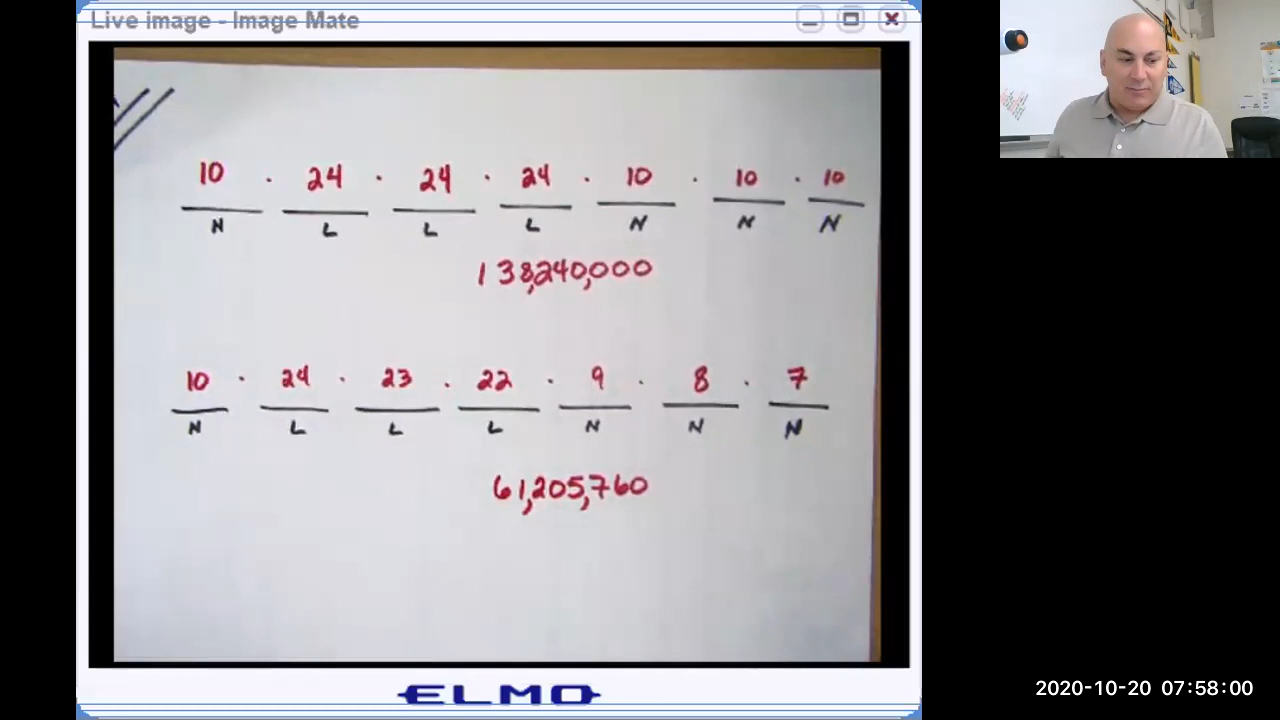 Live image - Image Mate
10 · 24 · 24 · 24 · 10 · 10 · 10
N L L L N N N
138,240,000
10 · 24 · 23 · 22 · 9 · 8 · 7
N L L L N N N
61,205,760
ELMO
2020-10-20 07:58:00